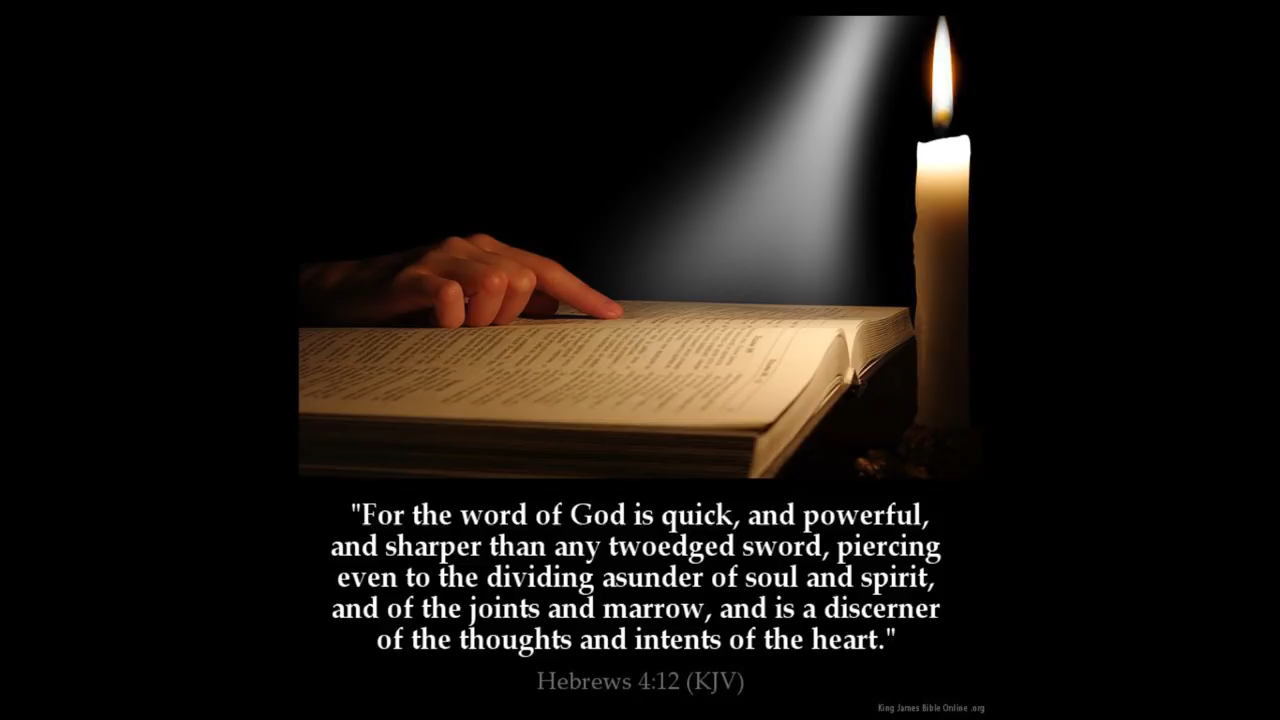 "For the word of God is quick, and powerful,
and sharper than any twoedged sword, piercing
even to the dividing asunder of soul and spirit,
and of the joints and marrow, and is a discerner
of the thoughts and intents of the heart."
Hebrews 4:12 (KJV)
King James Bible Online .org